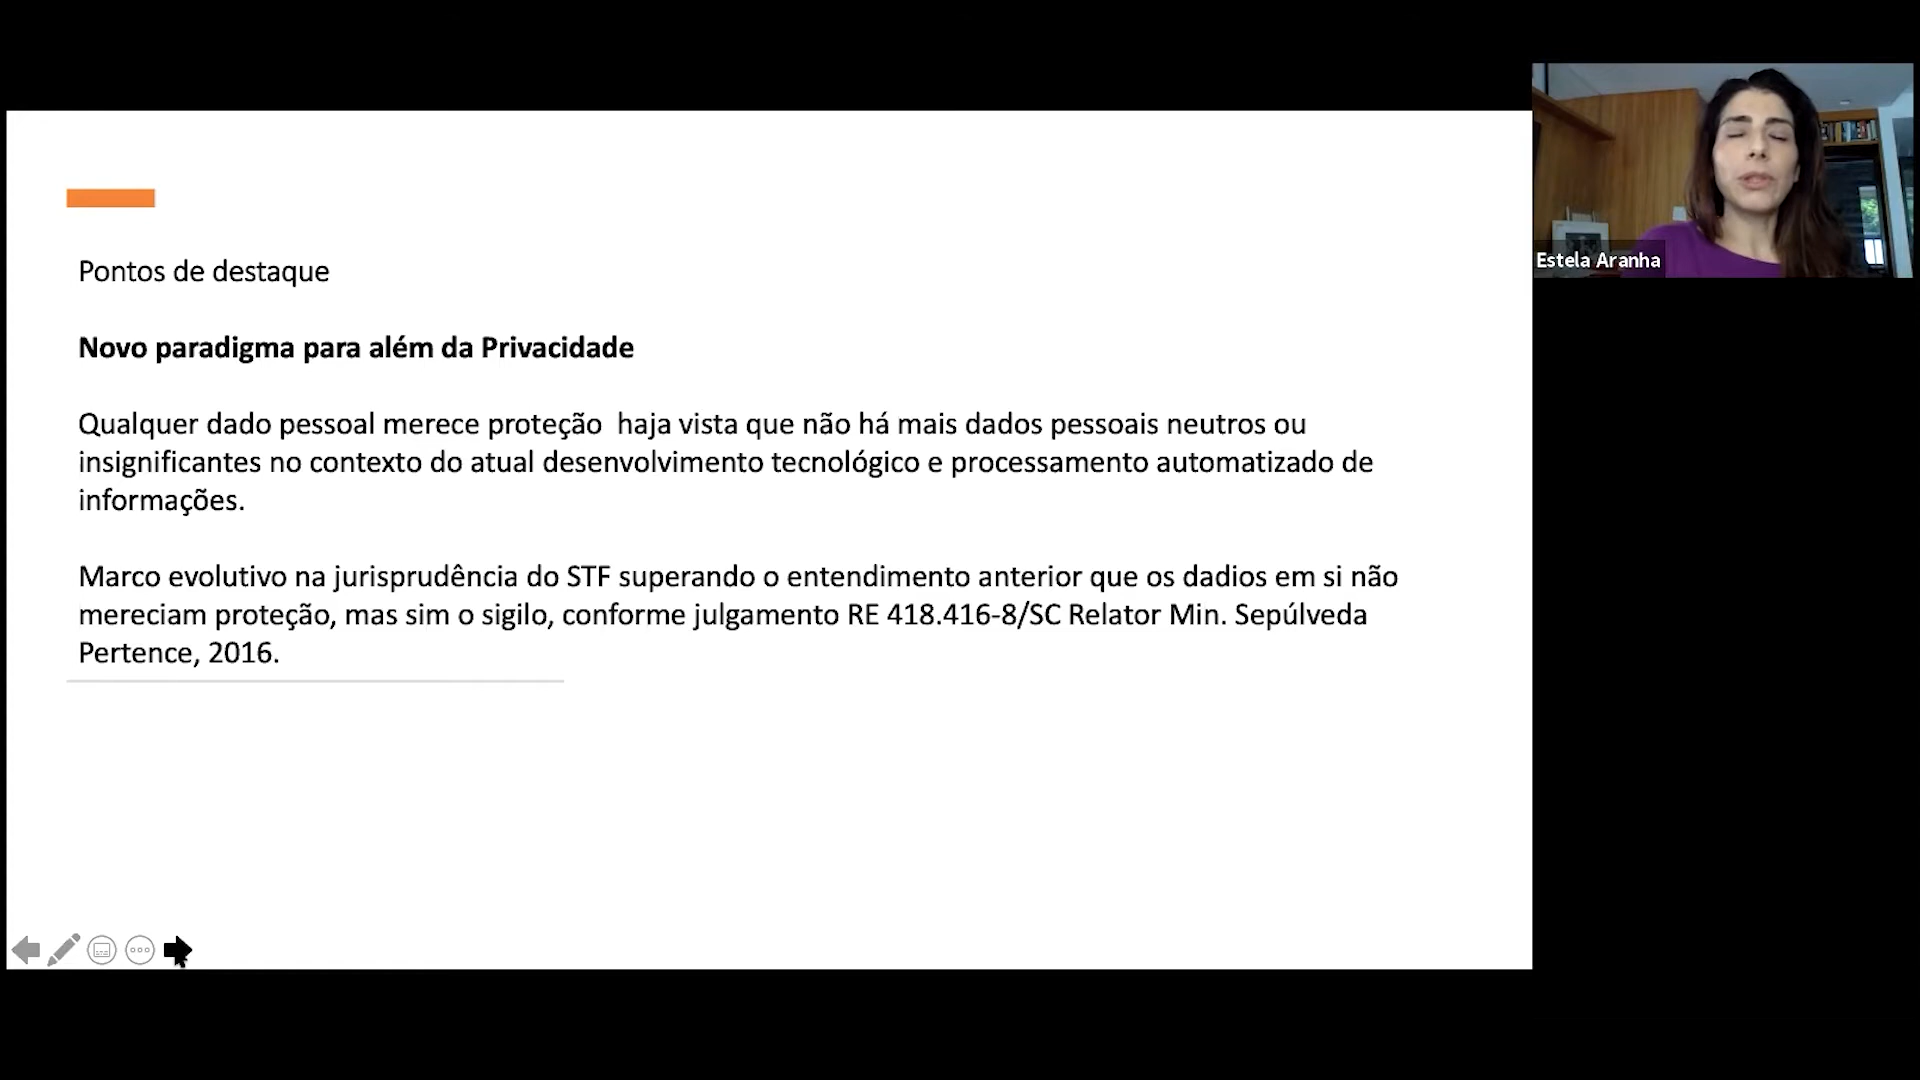 Pontos de destaque
Novo paradigma para além da Privacidade
Qualquer dado pessoal merece proteção  haja vista que não há mais dados pessoais neutros ou
insignificantes no contexto do atual desenvolvimento tecnológico e processamento automatizado de
informações.
Marco evolutivo na jurisprudência do STF superando o entendimento anterior que os dadios em si não
mereciam proteção, mas sim o sigilo, conforme julgamento RE 418.416-8/SC Relator Min. Sepúlveda
Pertence, 2016.
Estela Aranha